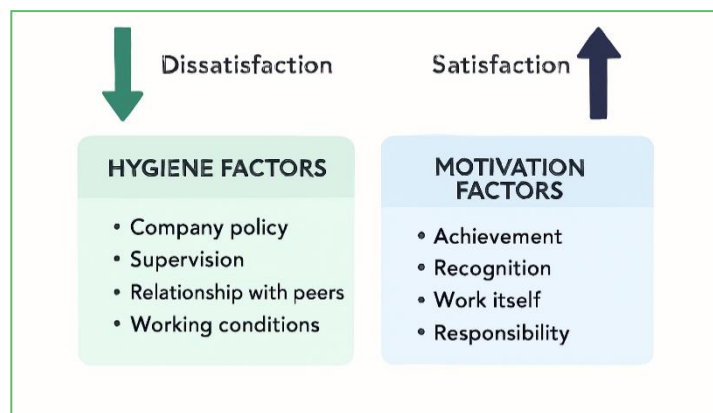 Dissatisfaction
Satisfaction
HYGIENE FACTORS
• Company policy
• Supervision
• Relationship with peers
• Working conditions
MOTIVATION
FACTORS
• Achievement
• Recognition
• Work itself
• Responsibility